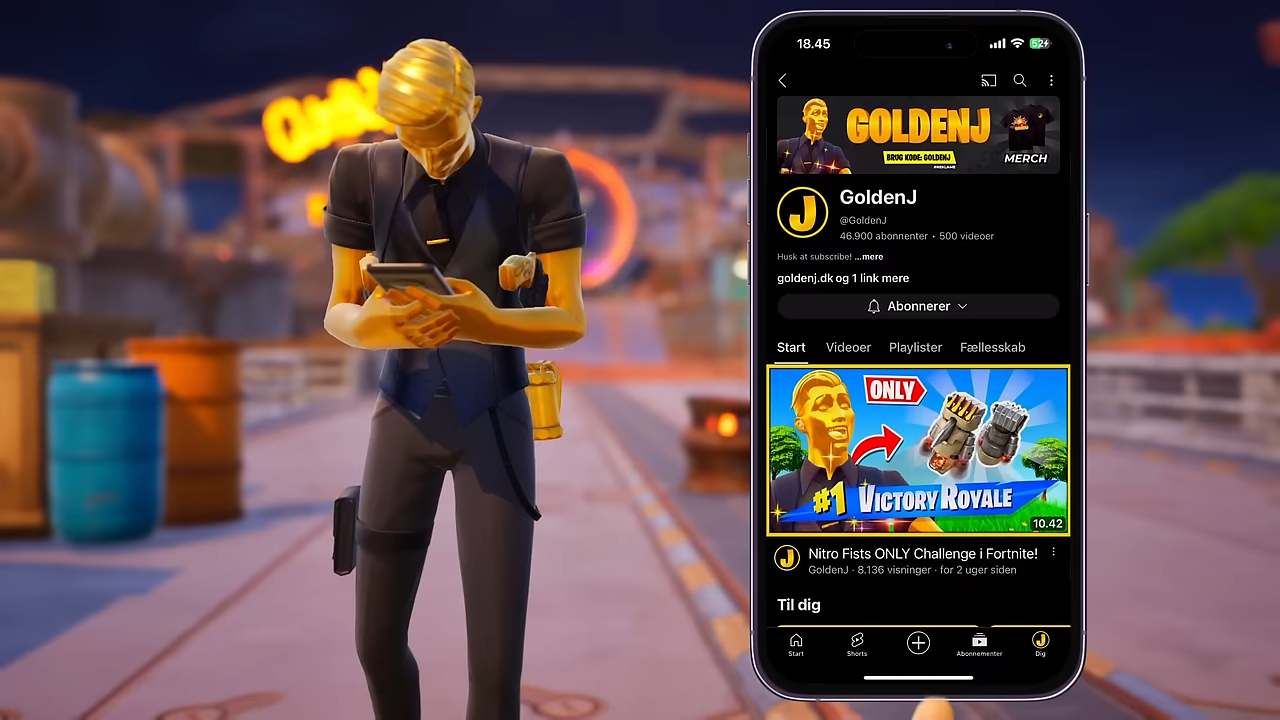 18.45
52
GOLDENJ
BRUG KODE: GOLDENJ
#REKLAME
MERCH
J
GoldenJ
@GoldenJ
46.900 abonnenter • 500 videoer
Husk at subscribe! ...mere
goldenj.dk og 1 link mere
Abonnerer
Start Videoer Playlister Fællesskab
ONLY
#1 VICTORY ROYALE
10.42
J
Nitro Fists ONLY Challenge i Fortnite!
GoldenJ · 8.136 visninger · for 2 uger siden
Til dig
J
Start Shorts Abonnementer Dig